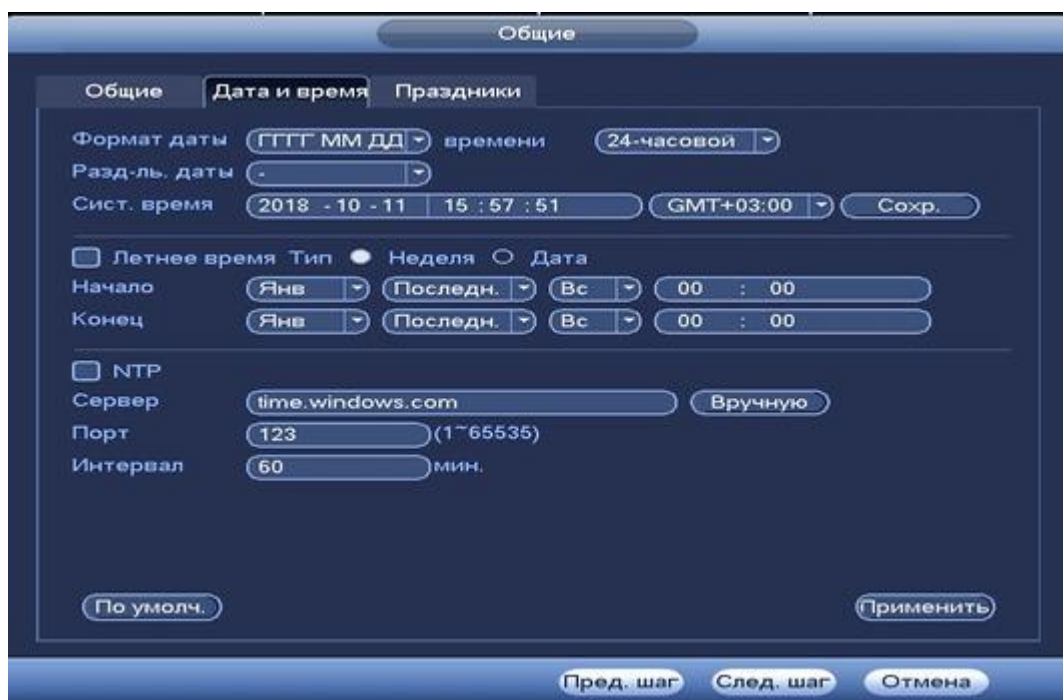 Общие
Общие Дата и время Праздники
Формат даты ГГГГ ММ ДД времени 24-часовой
Разд-ль. даты -
Сист. время 2018 - 10 - 11 15 : 57 : 51 GMT+03:00 Сохр.
Летнее время Тип Неделя Дата
Начало Янв Последн. Вс 00 : 00
Конец Янв Последн. Вс 00 : 00
NTP
Сервер time.windows.com Вручную
Порт 123 (1~65535)
Интервал 60 мин.
По умолч. Применить
Пред. шаг След. шаг Отмена